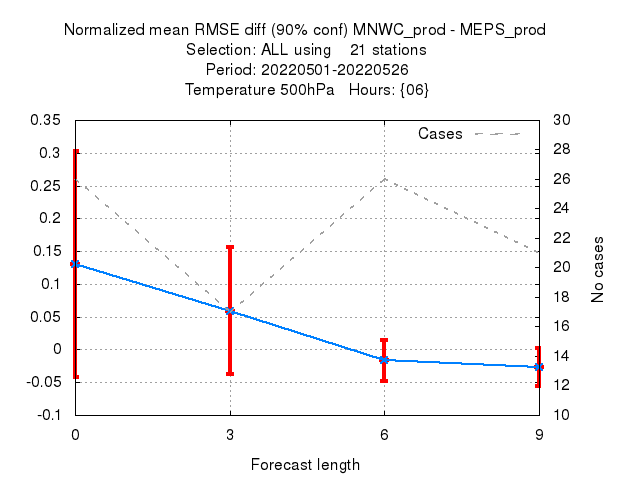 Normalized mean RMSE diff (90% conf) MNWC_prod - MEPS_prod
Selection: ALL using 21 stations
Period: 20220501-20220526
Temperature 500hPa Hours: {06}
Cases
0.35
0.3
0.25
0.2
0.15
0.1
0.05
0
-0.05
-0.1
30
28
26
24
22
20
18
16
14
12
10
No cases
0 3 6 9
Forecast length